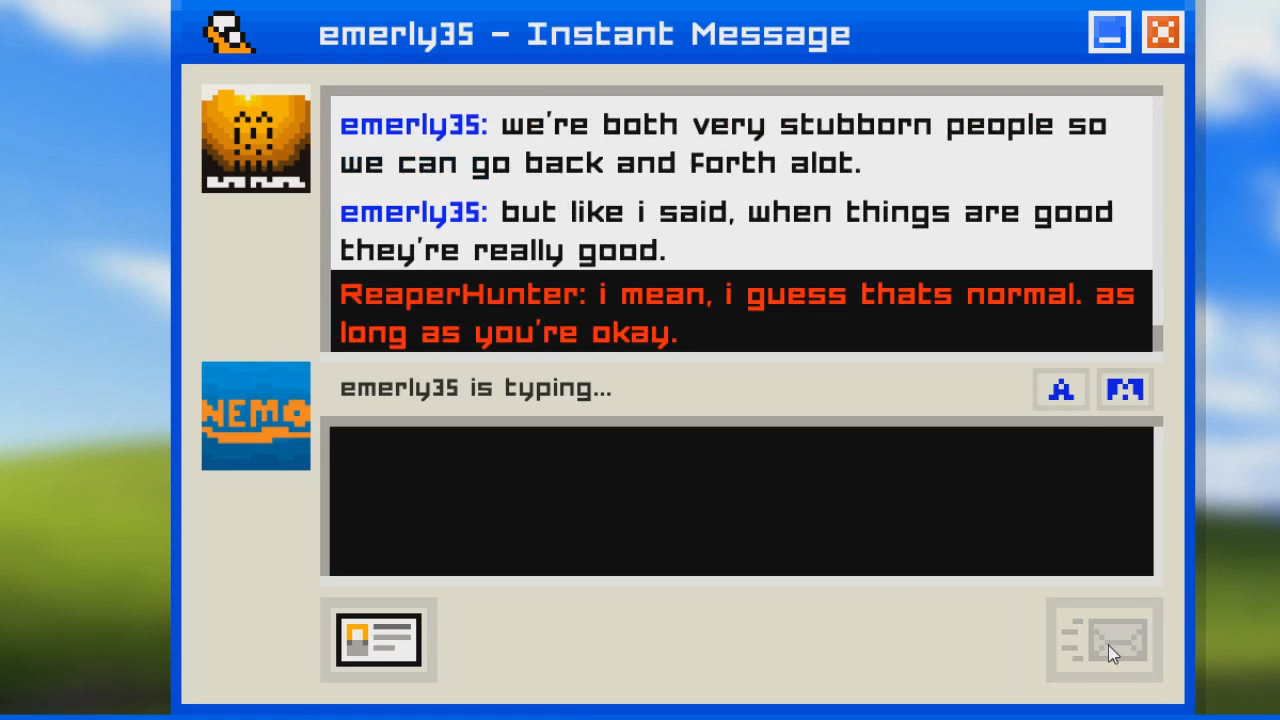 emerly35 - Instant Message
emerly35: we're both very stubborn people so
we can go back and forth alot.
emerly35: but like i said, when things are good
they're really good.
ReaperHunter: i mean, i guess thats normal. as
long as you're okay.
NEMO
emerly35 is typing...
A